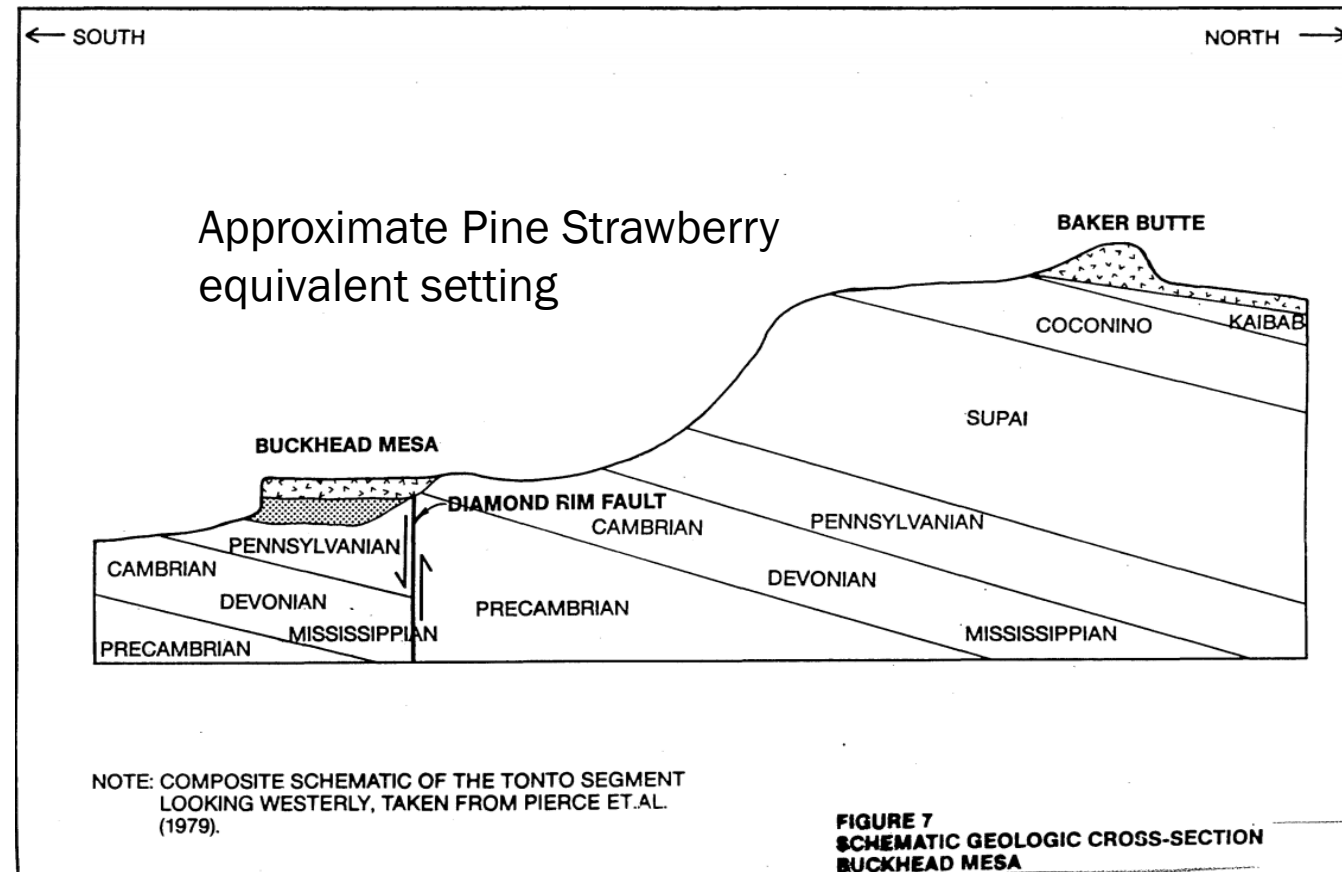 ← SOUTH
NORTH →
Approximate Pine Strawberry
equivalent setting
BAKER BUTTE
COCONINO
KAIBAB
SUPAI
BUCKHEAD MESA
DIAMOND RIM FAULT
CAMBRIAN
PENNSYLVANIAN
PENNSYLVANIAN
CAMBRIAN
DEVONIAN
DEVONIAN
PRECAMBRIAN
MISSISSIPPIAN
MISSISSIPPIAN
PRECAMBRIAN
NOTE: COMPOSITE SCHEMATIC OF THE TONTO SEGMENT
LOOKING WESTERLY, TAKEN FROM PIERCE ET.AL.
(1979).
FIGURE 7
SCHEMATIC GEOLOGIC CROSS-SECTION
BUCKHEAD MESA